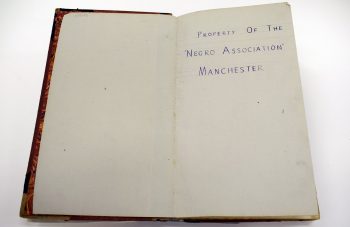 Property Of The
'Negro Association'
Manchester